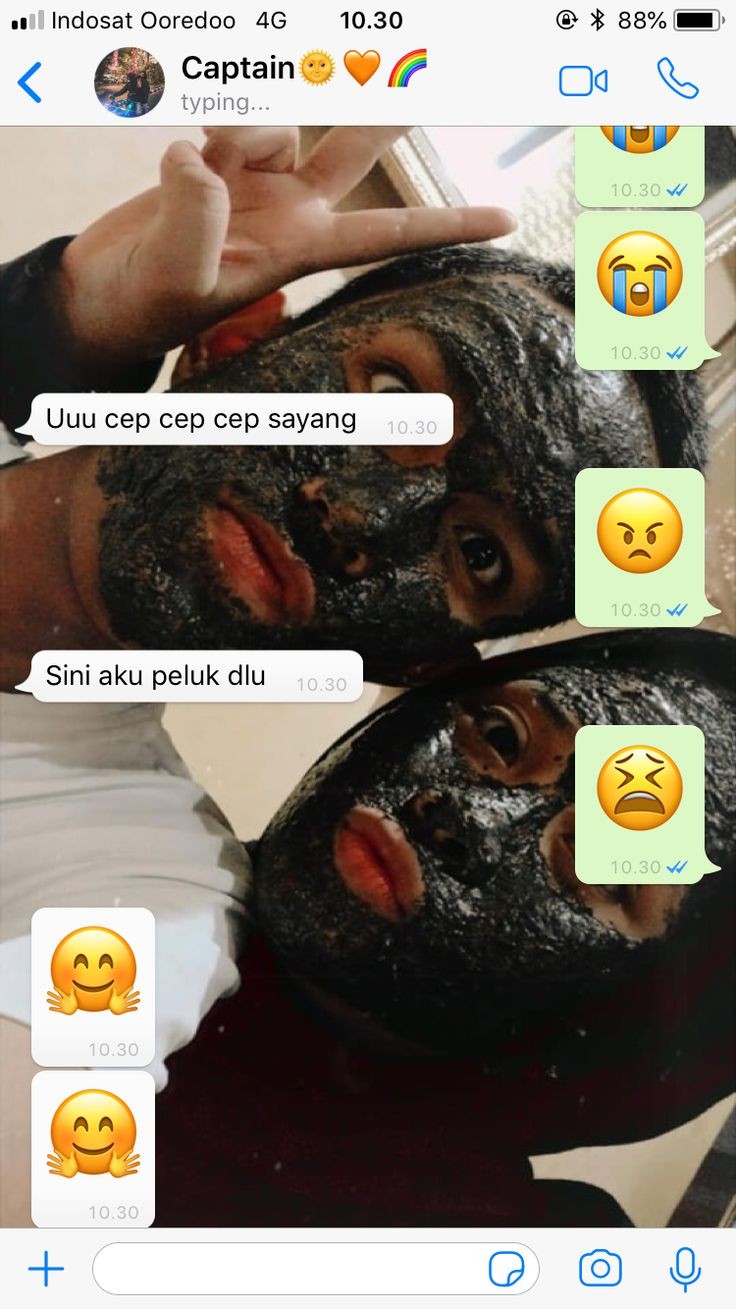 Indosat Ooredoo 4G 10.30 88%
Captain🌞🧡🌈
typing...
😭
10.30
😭
10.30
Uuu cep cep cep sayang 10.30
😠
10.30
Sini aku peluk dlu 10.30
😫
10.30
🤗
10.30
🤗
10.30